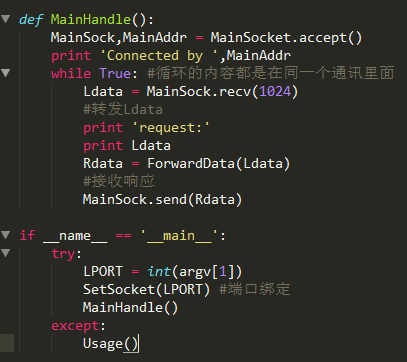 def MainHandle():
    MainSock,MainAddr = MainSocket.accept()
    print 'Connected by ',MainAddr
    while True: #循环的内容都是在同一个通讯里面
        Ldata = MainSock.recv(1024)
        #转发Ldata
        print 'request:'
        print Ldata
        Rdata = ForwardData(Ldata)
        #接收响应
        MainSock.send(Rdata)

if __name__ == '__main__':
    try:
        LPORT = int(argv[1])
        SetSocket(LPORT) #端口绑定
        MainHandle()
    except:
        Usage()